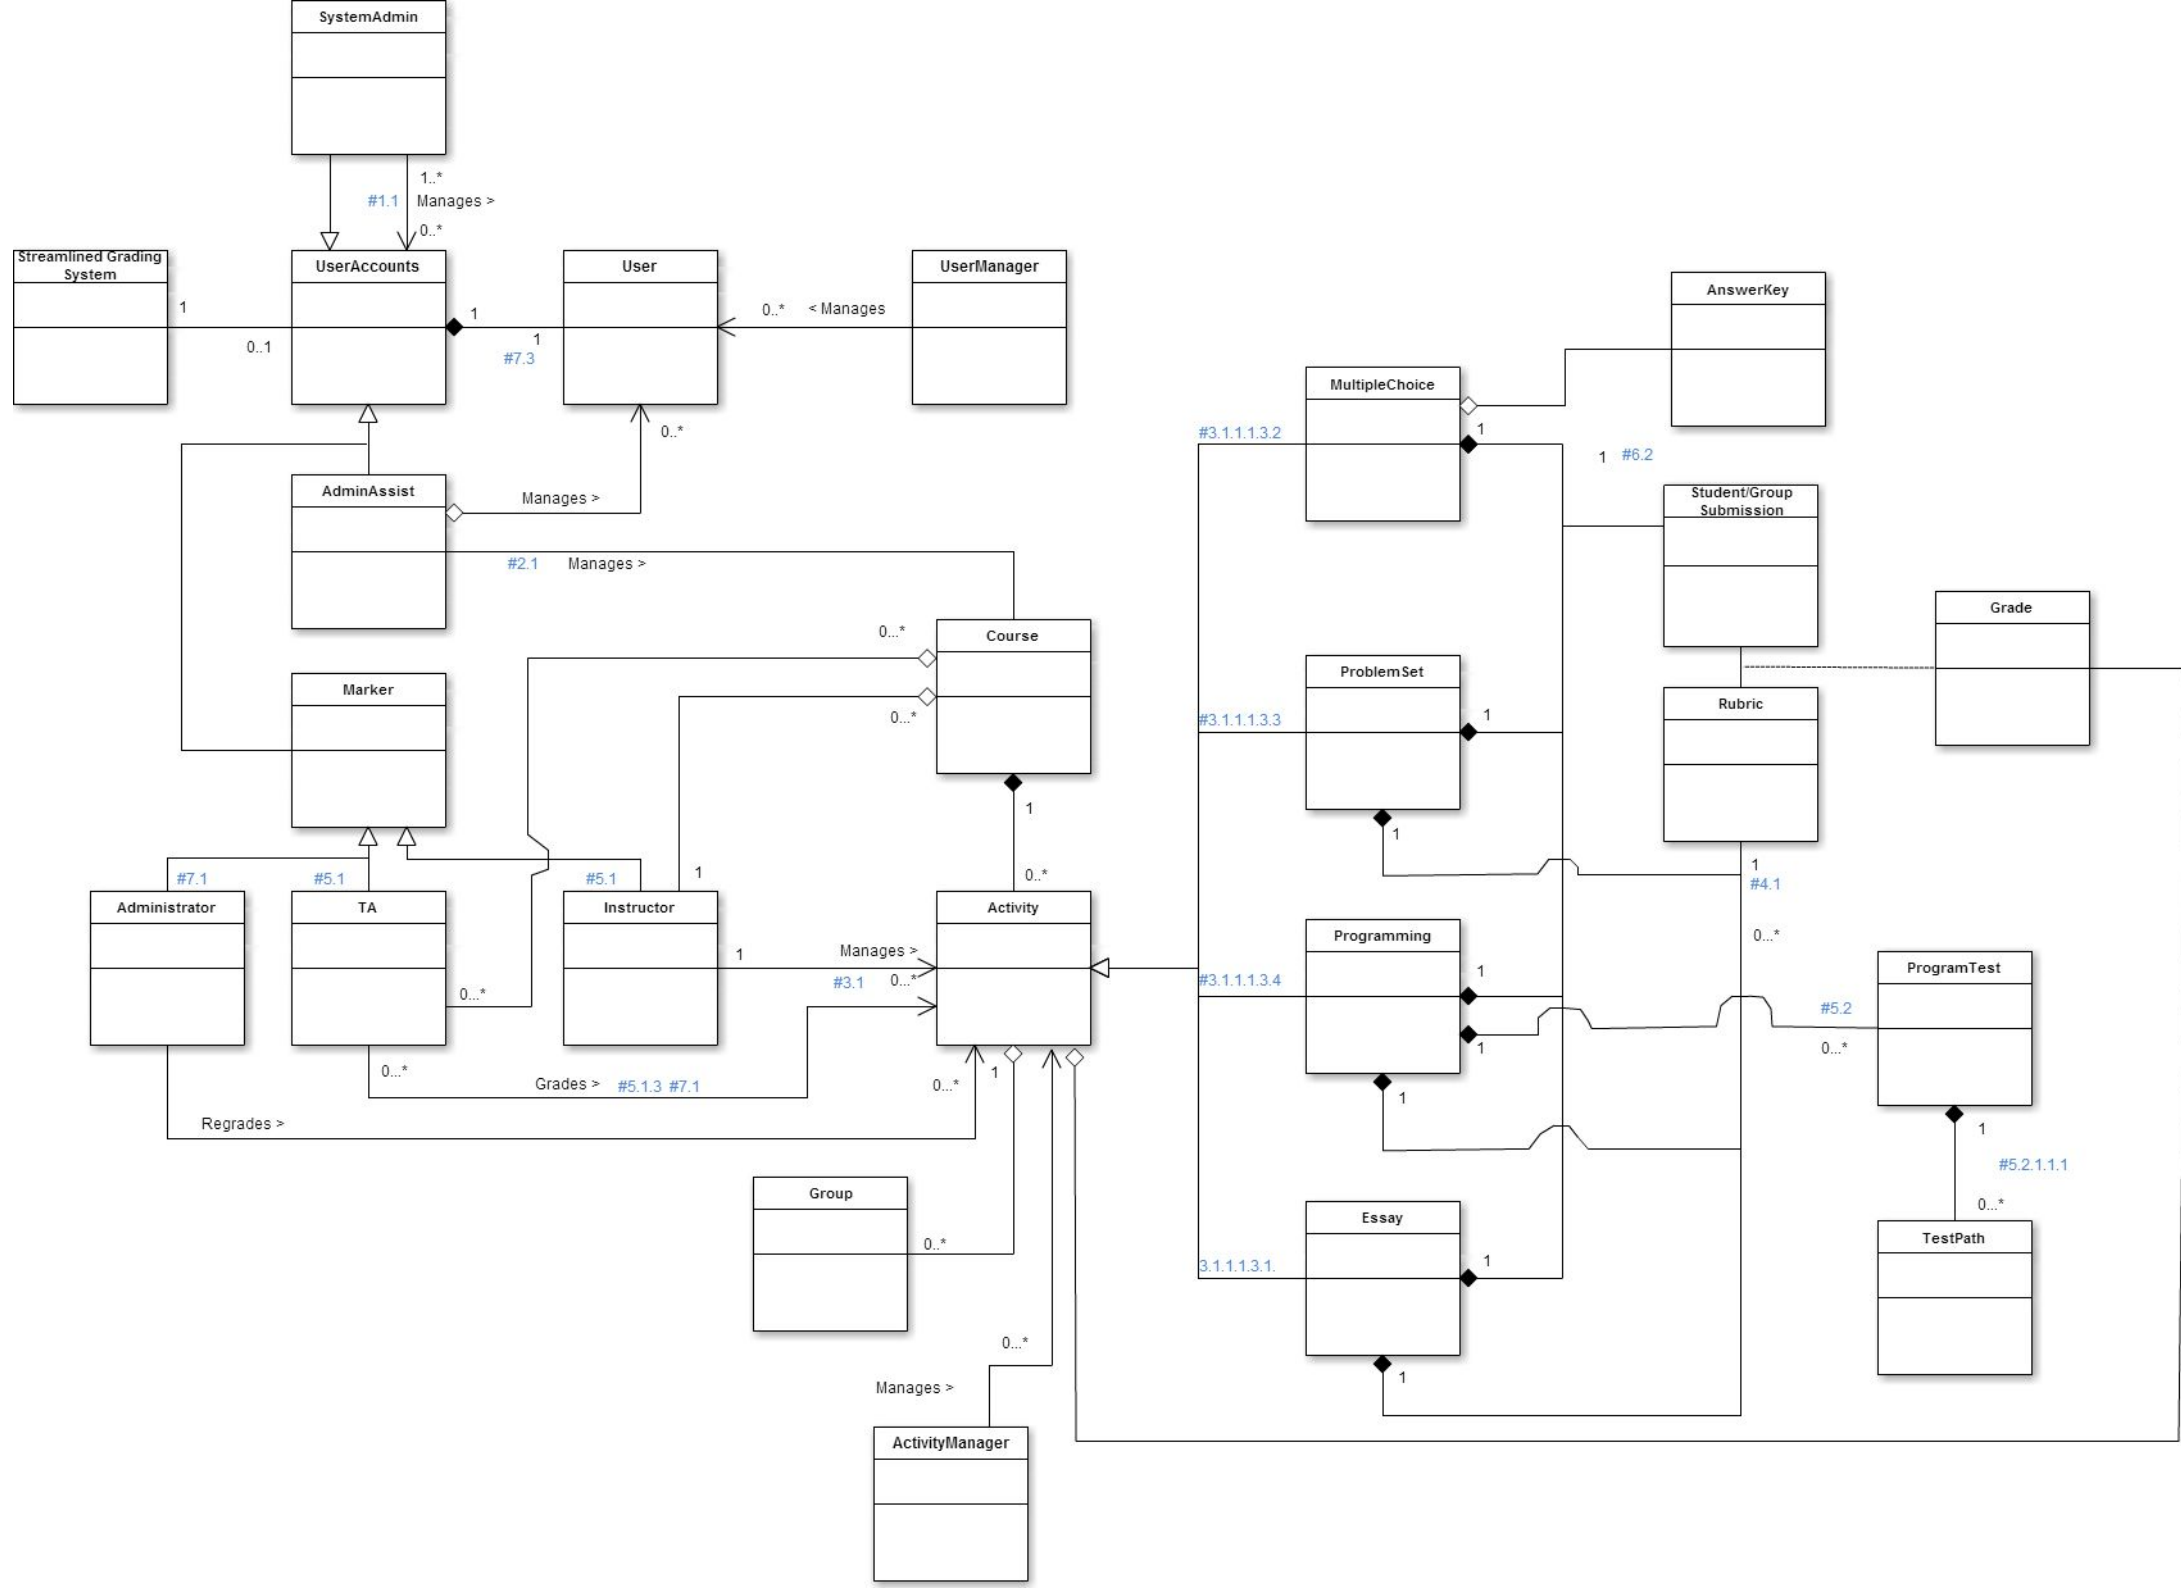 SystemAdmin
1..*
#1.1
Manages >
0..*
Streamlined Grading
System
UserAccounts
User
UserManager
1
0..1
1
1
#7.3
0..*
< Manages
AnswerKey
MultipleChoice
#3.1.1.1.3.2
1
1
#6.2
0..*
AdminAssist
Manages >
Student/Group
Submission
#2.1
Manages >
Grade
0...*
Course
0...*
ProblemSet
#3.1.1.1.3.3
1
Marker
Rubric
1
0..*
1
1
1
#4.1
#7.1
#5.1
#5.1
Administrator
TA
Instructor
Activity
Programming
0...*
1
Manages >
#3.1
0...*
#3.1.1.1.3.4
1
ProgramTest
0...*
#5.2
1
0...*
0...*
Grades >
#5.1.3 #7.1
0...*
1
1
Regrades >
1
#5.2.1.1.1
Group
0..*
Essay
0...*
3.1.1.1.3.1.
1
TestPath
0...*
1
Manages >
ActivityManager